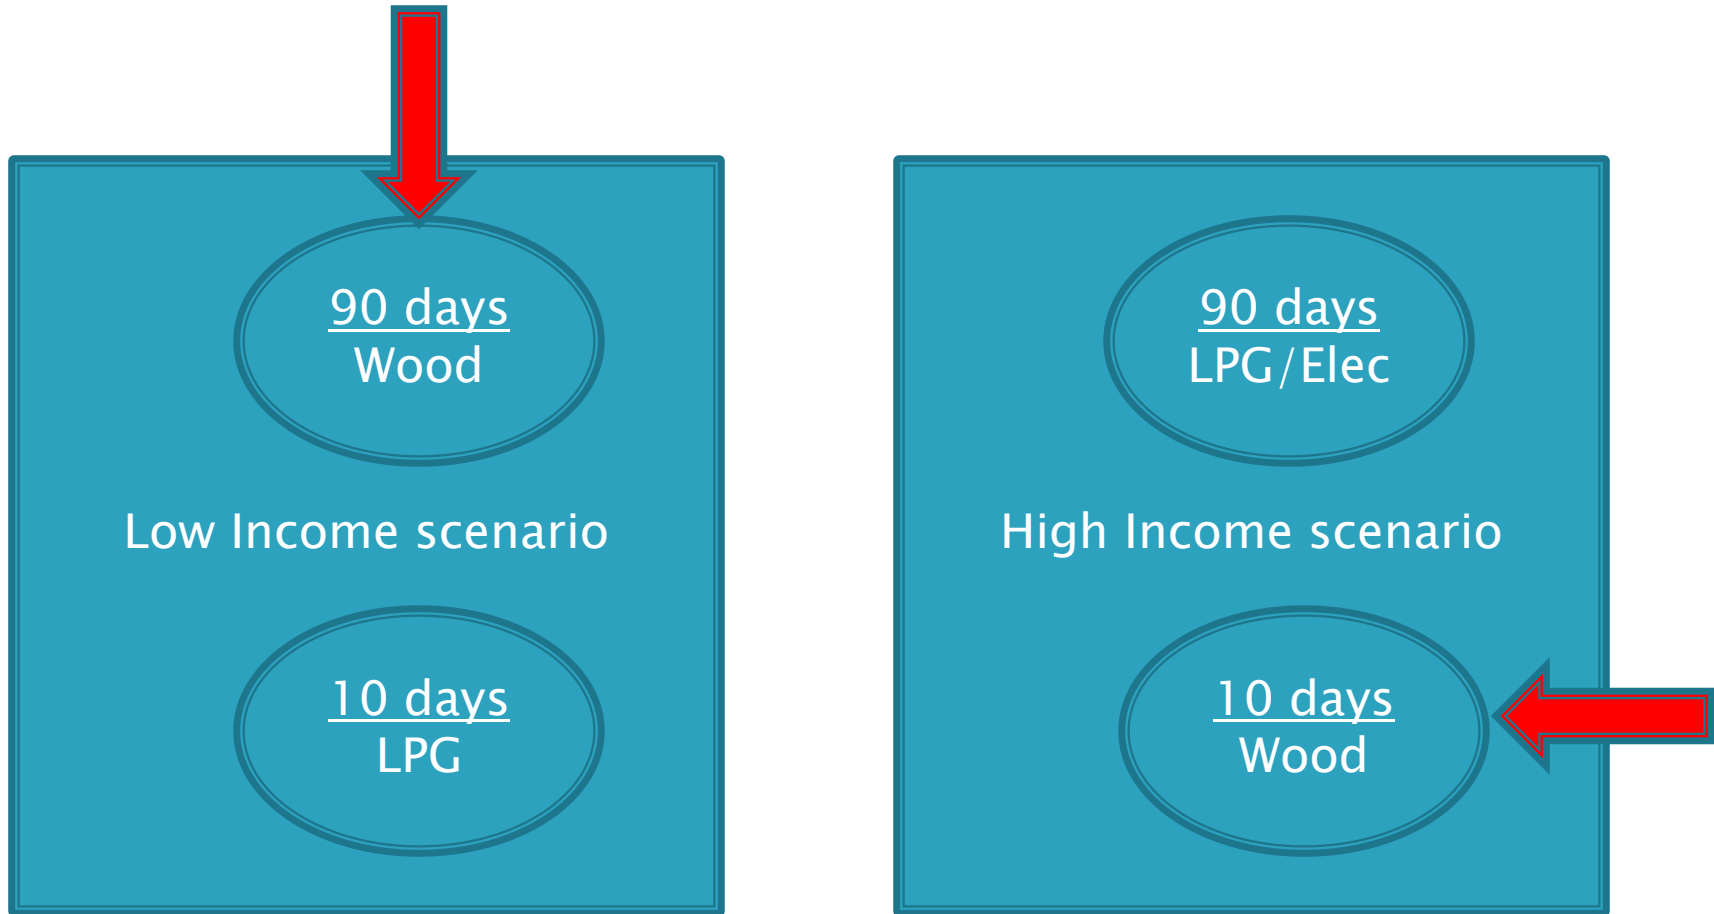 90 days
Wood
Low Income scenario
10 days
LPG
90 days
LPG/Elec
High Income scenario
10 days
Wood